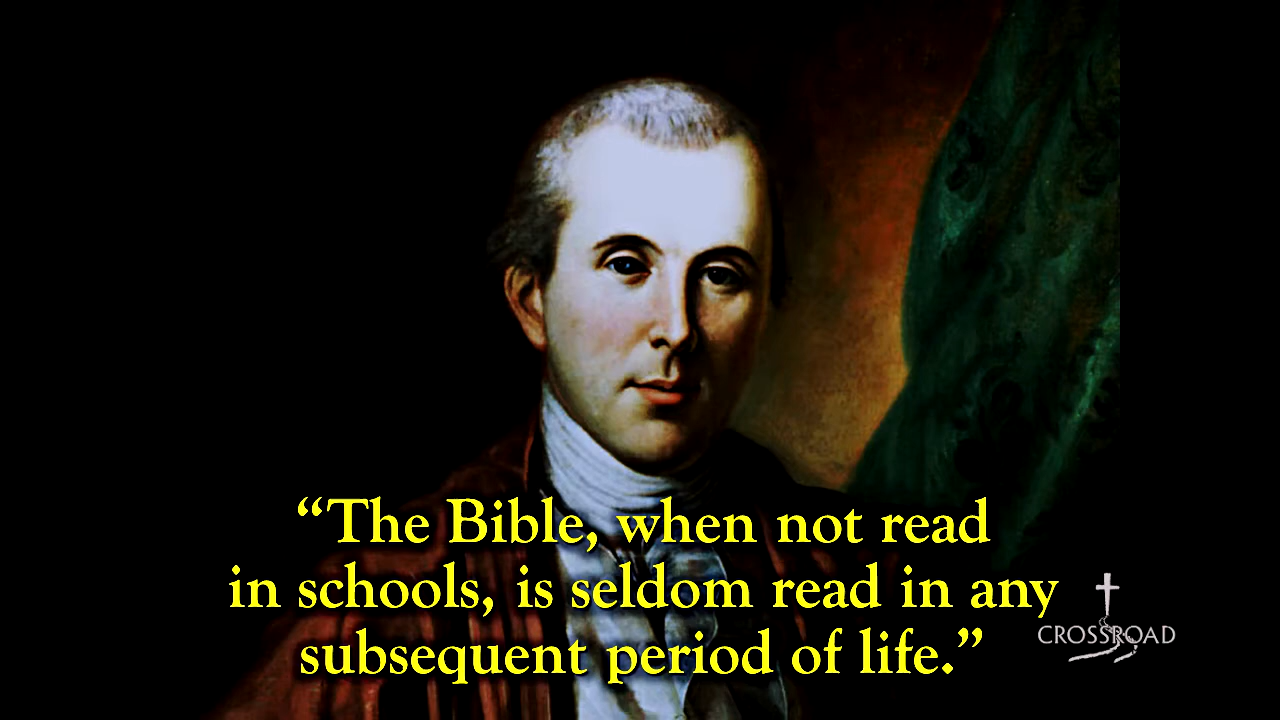 “The Bible, when not read
in schools, is seldom read in any
subsequent period of life.”
CROSSROAD